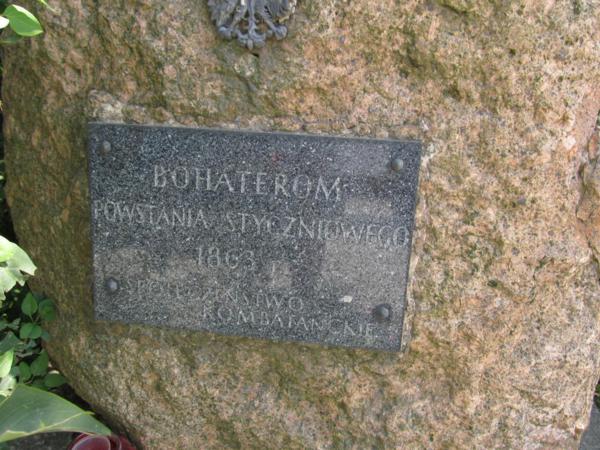 BOHATEROM
POWSTANIA STYCZNIOWEGO
1863
SPOŁECZEŃSTWO
KOMBATANCKIE